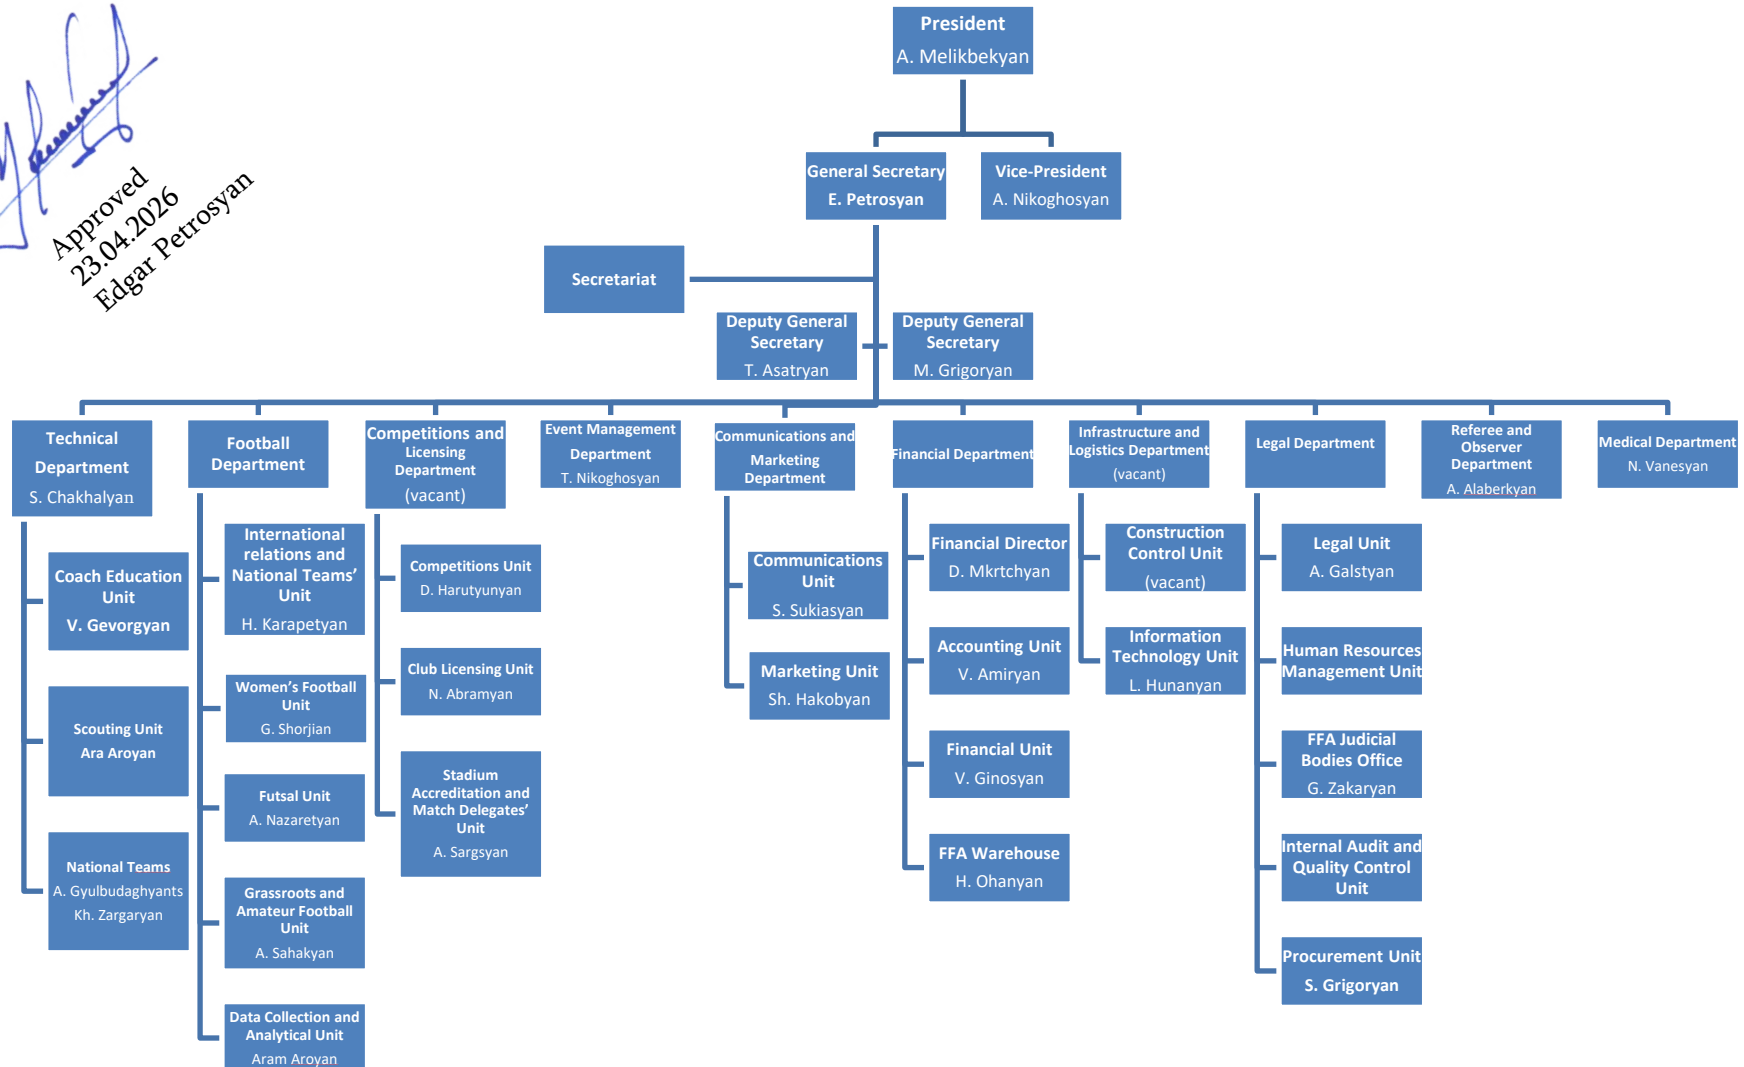 President
A. Melikbekyan
General Secretary
E. Petrosyan
Vice-President
A. Nikoghosyan
Approved
23.04.2026
Edgar Petrosyan
Secretariat
Deputy General
Secretary
T. Asatryan
Deputy General
Secretary
M. Grigoryan
Technical
Department
S. Chakhalyan
Football
Department
Competitions and
Licensing
Department
(vacant)
Event Management
Department
T. Nikoghosyan
Communications and
Marketing
Department
Financial Department
Infrastructure and
Logistics Department
(vacant)
Legal Department
Referee and
Observer
Department
A. Alaberkyan
Medical Department
N. Vanesyan
Coach Education
Unit
V. Gevorgyan
Scouting Unit
Ara Aroyan
National Teams
A. Gyulbudaghyants
Kh. Zargaryan
International
relations and
National Teams’
Unit
H. Karapetyan
Women’s Football
Unit
G. Shorjian
Futsal Unit
A. Nazaretyan
Grassroots and
Amateur Football
Unit
A. Sahakyan
Data Collection and
Analytical Unit
Aram Aroyan
Competitions Unit
D. Harutyunyan
Club Licensing Unit
N. Abramyan
Stadium
Accreditation and
Match Delegates’
Unit
A. Sargsyan
Communications
Unit
S. Sukiasyan
Marketing Unit
Sh. Hakobyan
Financial Director
D. Mkrtchyan
Accounting Unit
V. Amiryan
Financial Unit
V. Ginosyan
FFA Warehouse
H. Ohanyan
Construction
Control Unit
(vacant)
Information
Technology Unit
L. Hunanyan
Legal Unit
A. Galstyan
Human Resources
Management Unit
FFA Judicial
Bodies Office
G. Zakaryan
Internal Audit and
Quality Control
Unit
Procurement Unit
S. Grigoryan